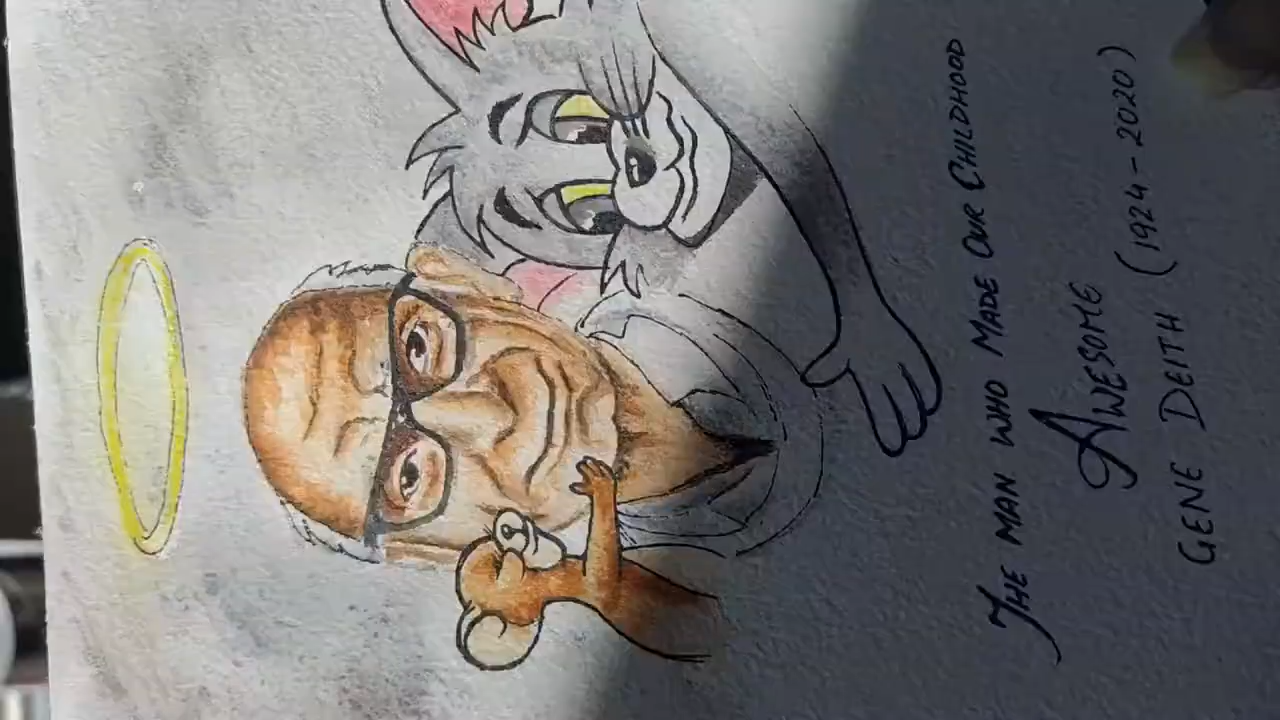 THE MAN WHO MADE OUR CHILDHOOD
AWESOME
GENE DEITH (1924-2020)